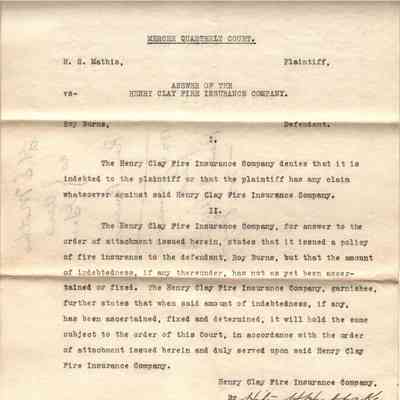 MERCER QUARTERLY COURT.
H. S. Mathis, Plaintiff,
ANSWER OF THE
vs- HENRY CLAY FIRE INSURANCE COMPANY.
Roy Burns, Defendant.
I.
The Henry Clay Fire Insurance Company denies that it is
indebted to the plaintiff or that the plaintiff has any claim
whatsoever against said Henry Clay Fire Insurance Company.
II.
The Henry Clay Fire Insurance Company, for answer to the
order of attachment issued herein, states that it issued a policy
of fire insurance to the defendant, Roy Burns, but that the amount
of indebtedness, if any thereunder, has not as yet been ascer-
tained or fixed. The Henry Clay Fire Insurance Company, garnishee,
further states that when said amount of indebtedness, if any,
has been ascertained, fixed and determined, it will hold the same
subject to the order of this Court, in accordance with the order
of attachment issued herein and duly served upon said Henry Clay
Fire Insurance Company.
Henry Clay Fire Insurance Company,